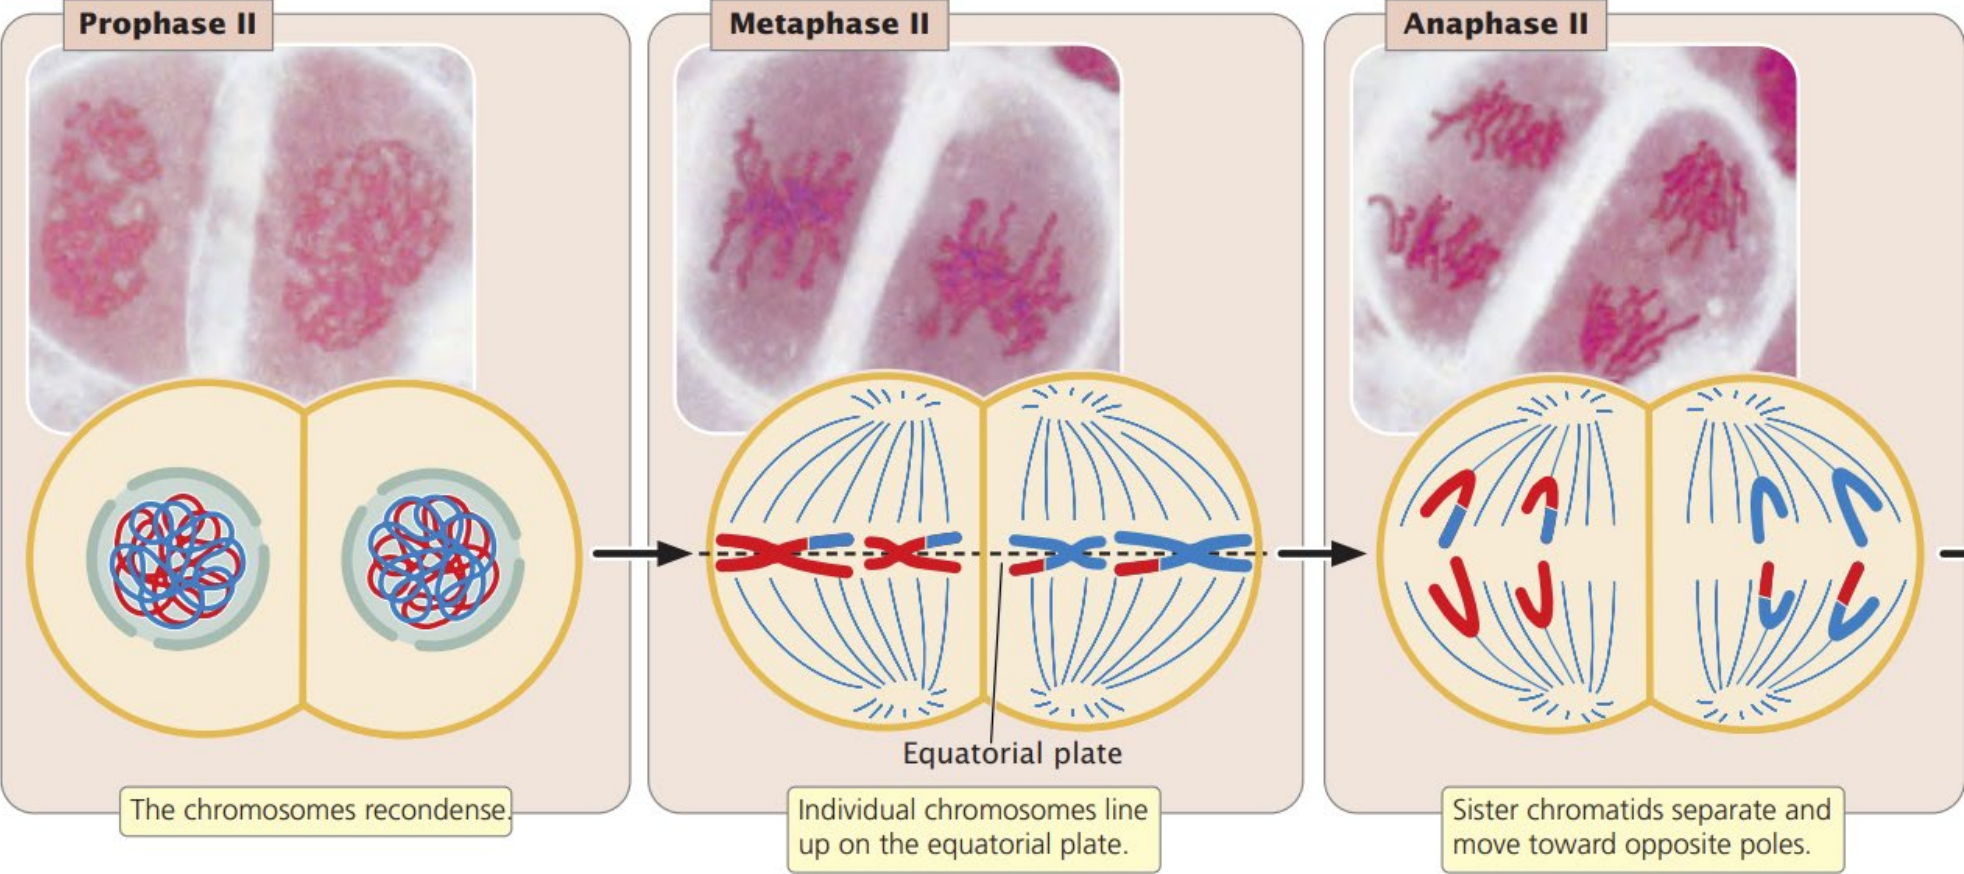 Prophase II
Metaphase II
Anaphase II
Equatorial plate
The chromosomes recondense.
Individual chromosomes line
up on the equatorial plate.
Sister chromatids separate and
move toward opposite poles.